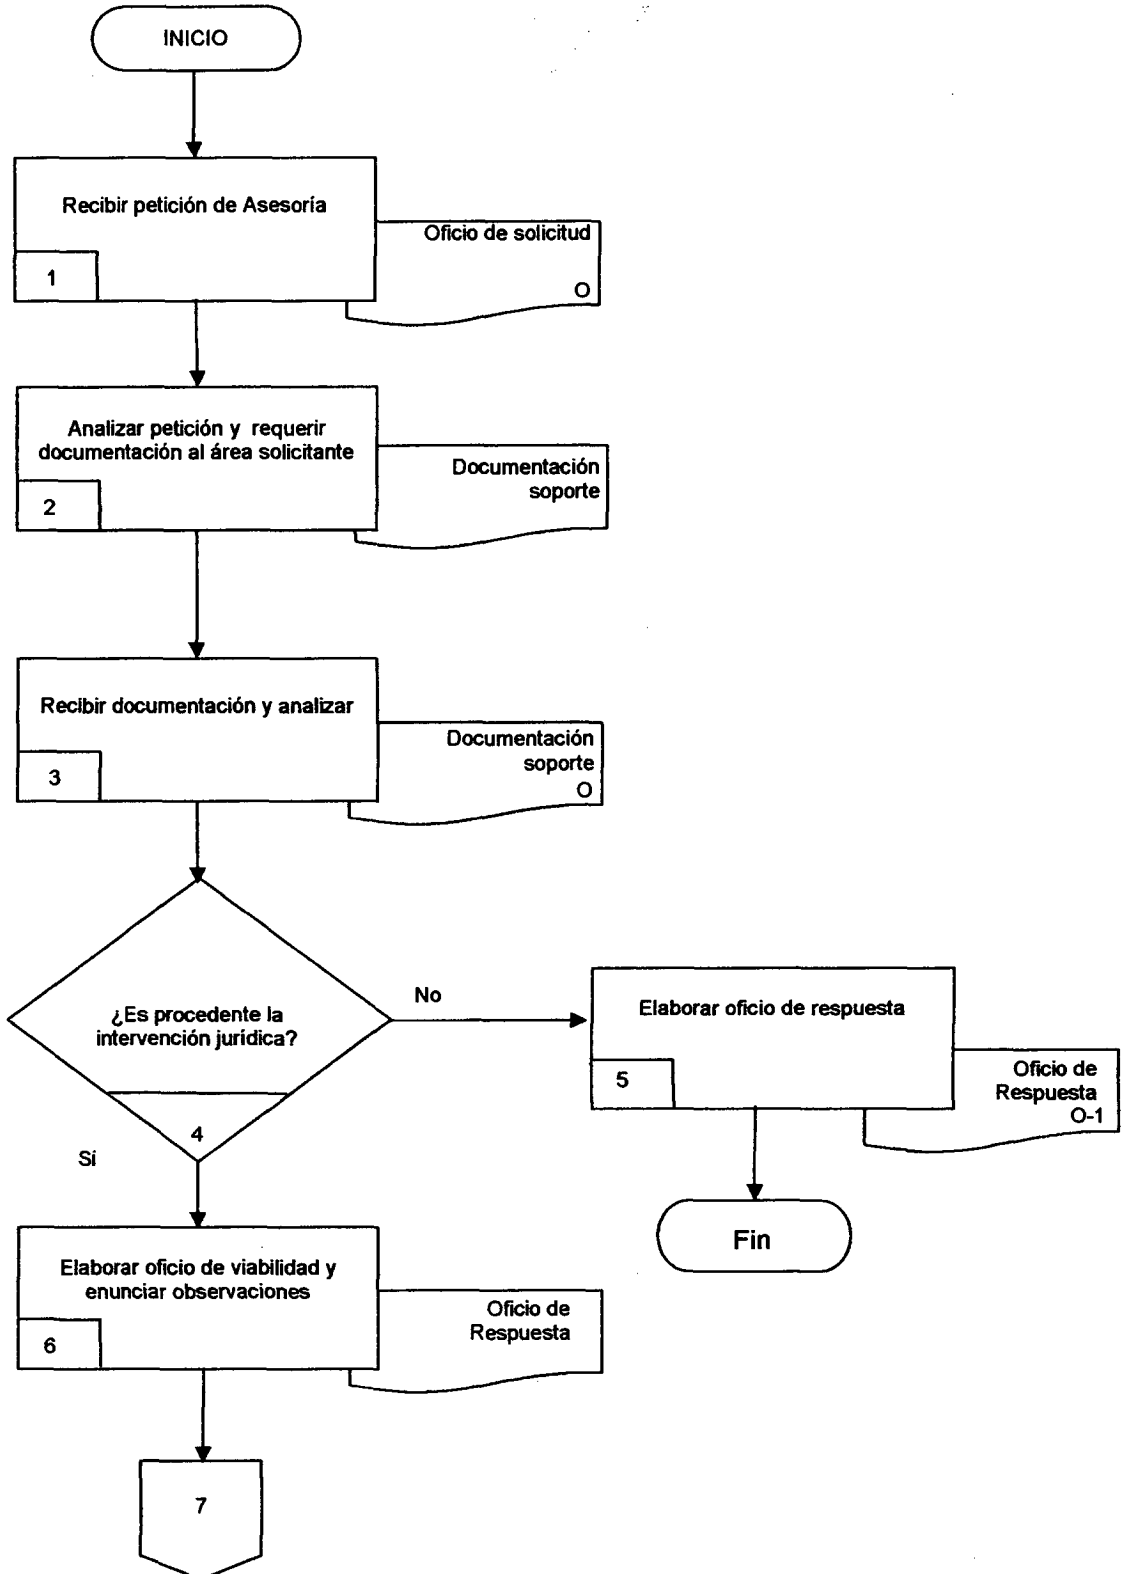 INICIO
Recibir petición de Asesoría
1
Oficio de solicitud
O
Analizar petición y requerir
documentación al área solicitante
2
Documentación
soporte
Recibir documentación y analizar
3
Documentación
soporte
O
¿Es procedente la
intervención jurídica?
4
No
Elaborar oficio de respuesta
5
Oficio de
Respuesta
O-1
Fin
Sí
Elaborar oficio de viabilidad y
enunciar observaciones
6
Oficio de
Respuesta
7